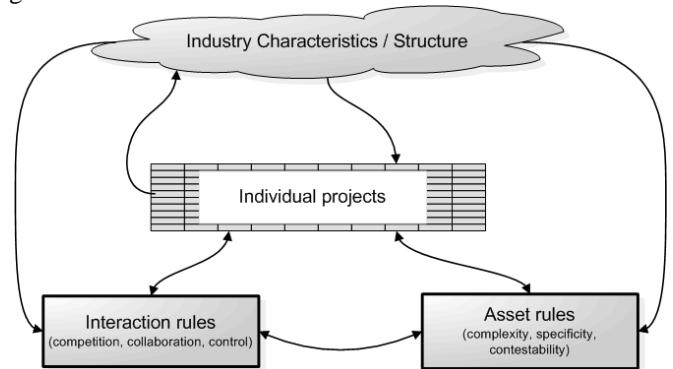 Industry Characteristics / Structure
Individual projects
Interaction rules
(competition, collaboration, control)
Asset rules
(complexity, specificity,
contestability)